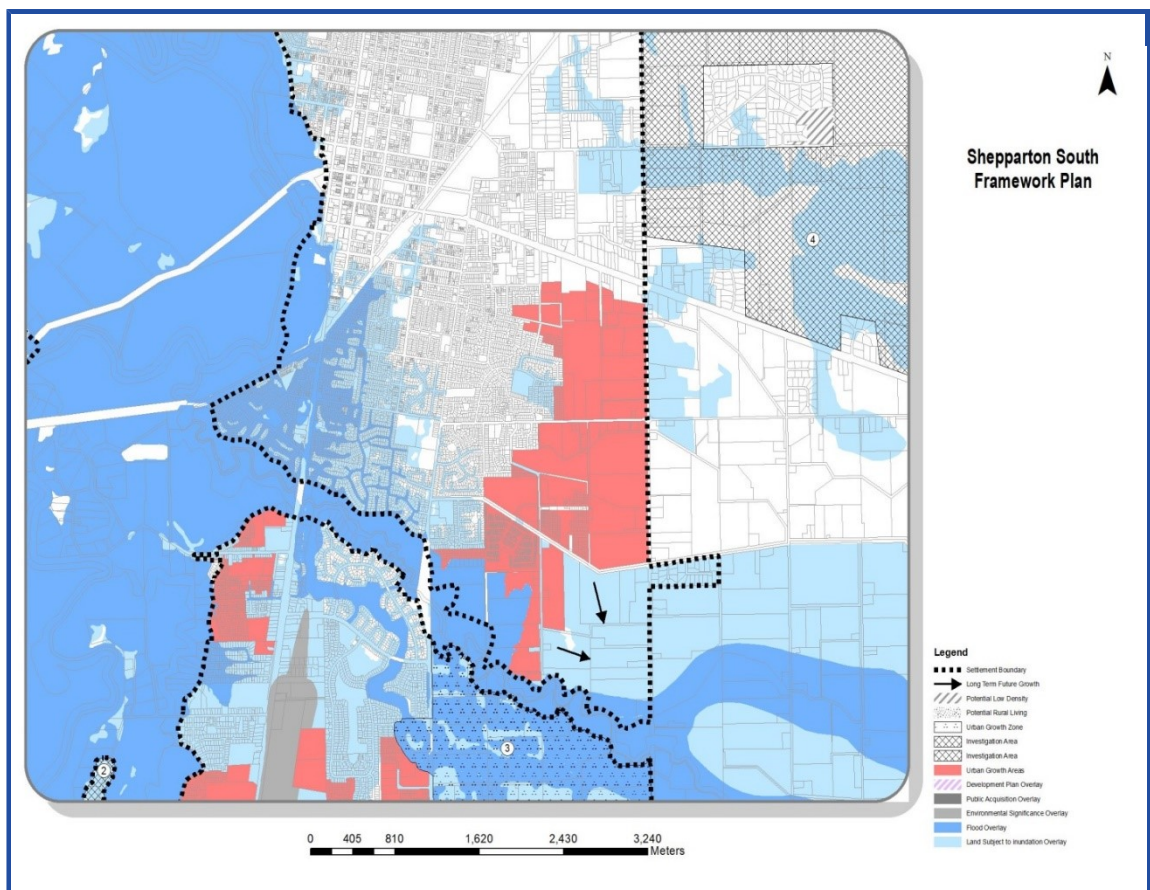 N
Shepparton South
Framework Plan
4
3
2
Legend
Settlement Boundary
Long Term Future Growth
Potential Low Density
Potential Rural Living
Urban Growth Zone
Investigation Area
Investigation Area
Urban Growth Areas
Development Plan Overlay
Public Acquisition Overlay
Environmental Significance Overlay
Flood Overlay
Land Subject to inundation Overlay
0 405 810 1,620 2,430 3,240
Meters